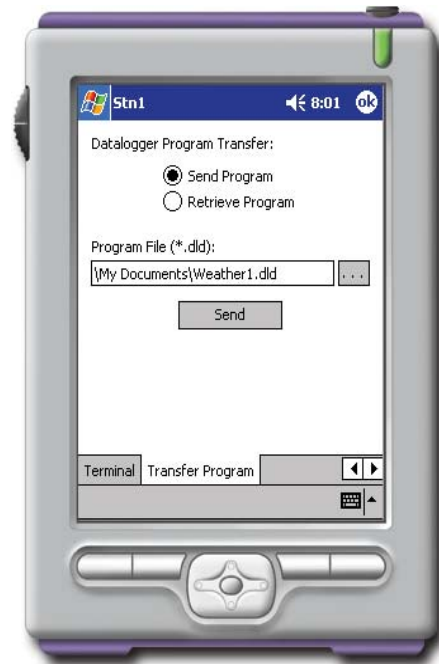 Stn1 8:01 ok
Datalogger Program Transfer:
Send Program
Retrieve Program
Program File (*.dld):
\My Documents\Weather1.dld ...
Send
Terminal Transfer Program